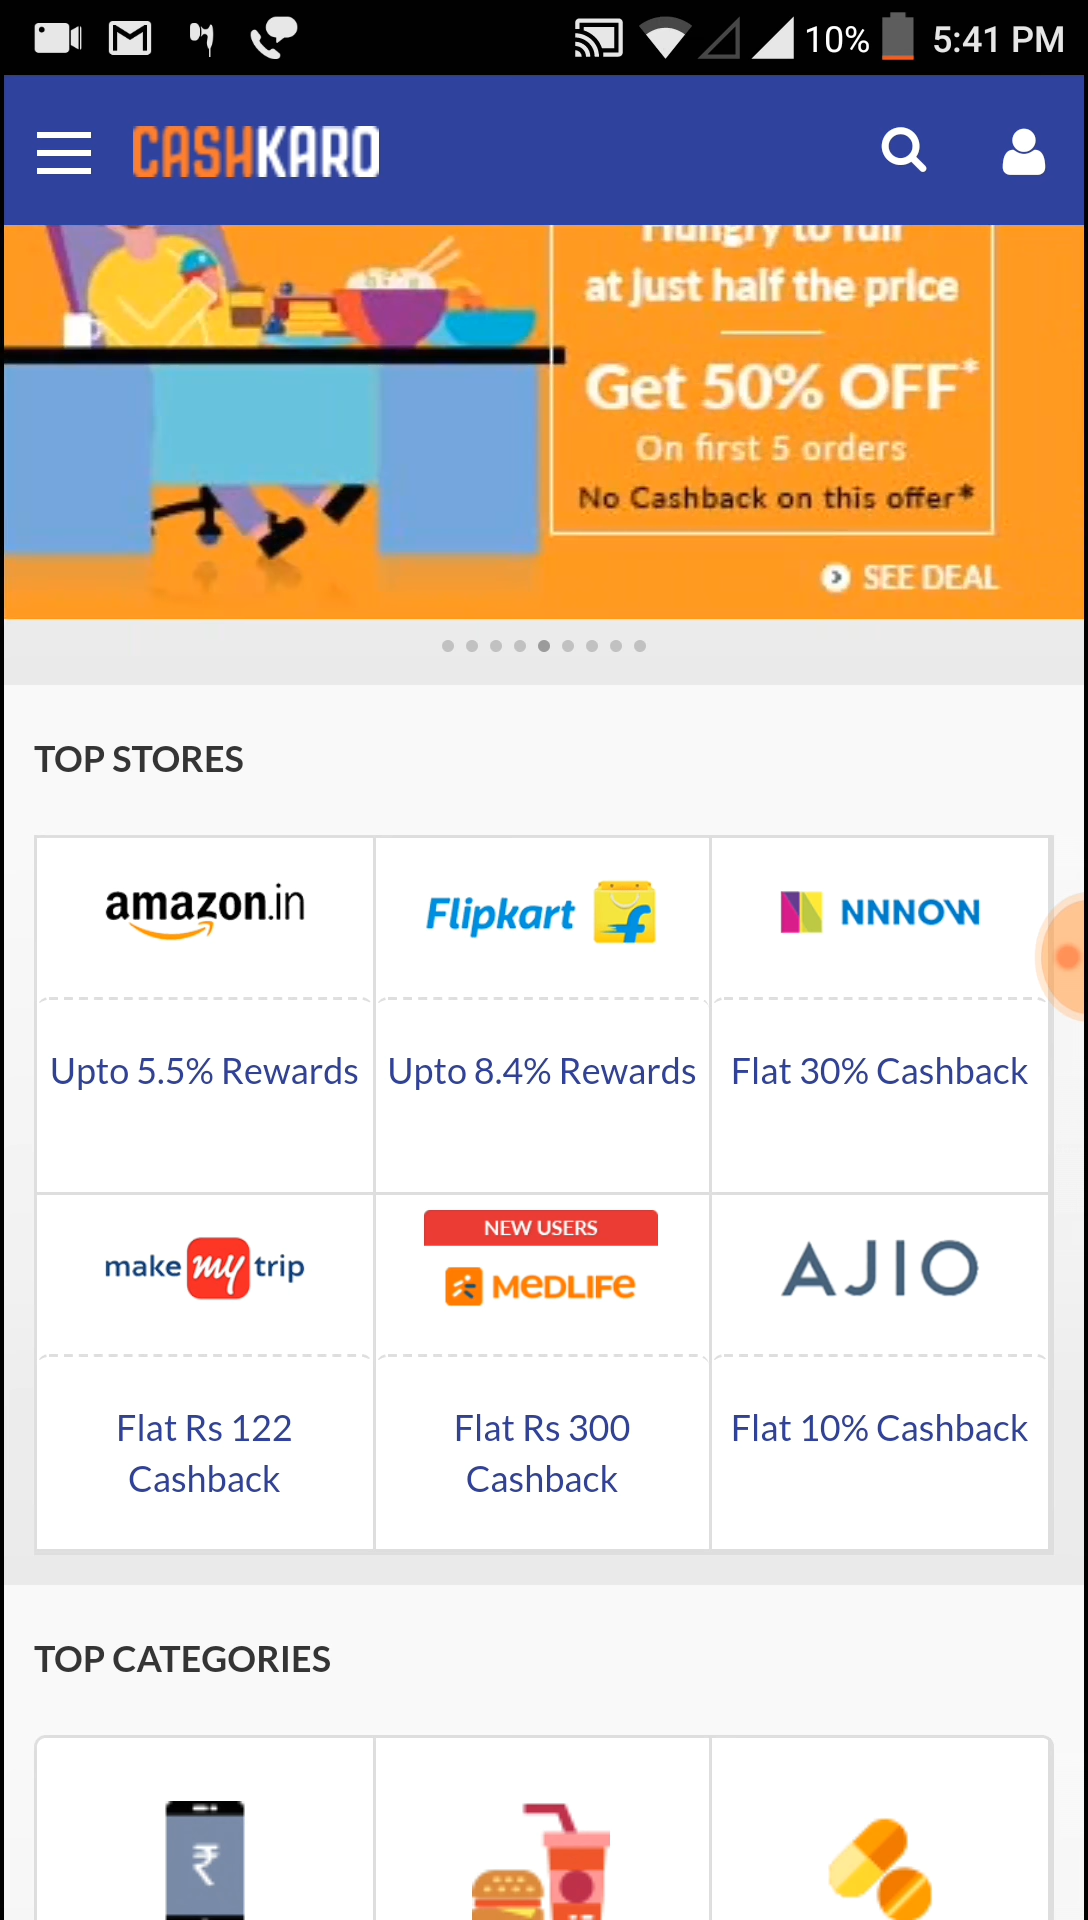 10% 5:41 PM
CASHKARO
Hungry to full
at just half the price
Get 50% OFF*
On first 5 orders
No Cashback on this offer*
SEE DEAL
TOP STORES
amazon.in
Flipkart
NNNOW
Upto 5.5% Rewards
Upto 8.4% Rewards
Flat 30% Cashback
make my trip
NEW USERS
MEDLIFE
AJIO
Flat Rs 122
Cashback
Flat Rs 300
Cashback
Flat 10% Cashback
TOP CATEGORIES
₹